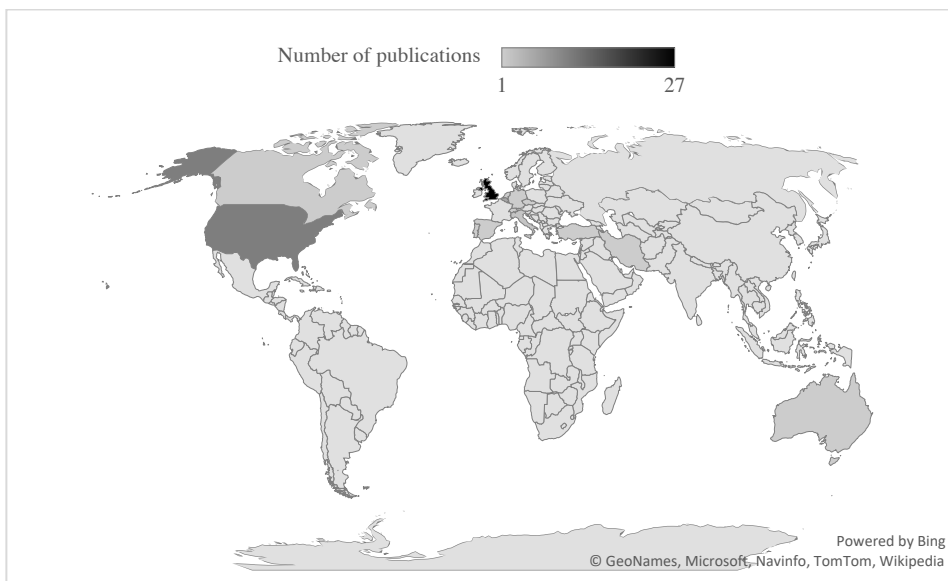 Number of publications
1 27
Powered by Bing
© GeoNames, Microsoft, Navinfo, TomTom, Wikipedia